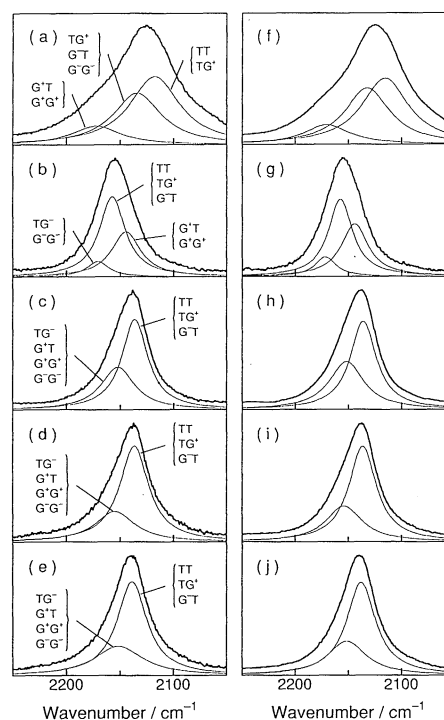 (a)
TG⁺
G⁻T
G⁻G⁻
G⁺T
G⁺G⁺
TT
TG⁺
(f)
(b)
TT
TG⁺
G⁻T
TG⁻
G⁻G⁻
G⁺T
G⁺G⁺
(g)
(c)
TT
TG⁺
G⁻T
TG⁻
G⁺T
G⁺G⁺
G⁻G⁻
(h)
(d)
TT
TG⁺
G⁻T
TG⁻
G⁺T
G⁺G⁺
G⁻G⁻
(i)
(e)
TT
TG⁺
G⁻T
TG⁻
G⁺T
G⁺G⁺
G⁻G⁻
(j)
2200 2100 2200 2100
Wavenumber / cm⁻¹ Wavenumber / cm⁻¹